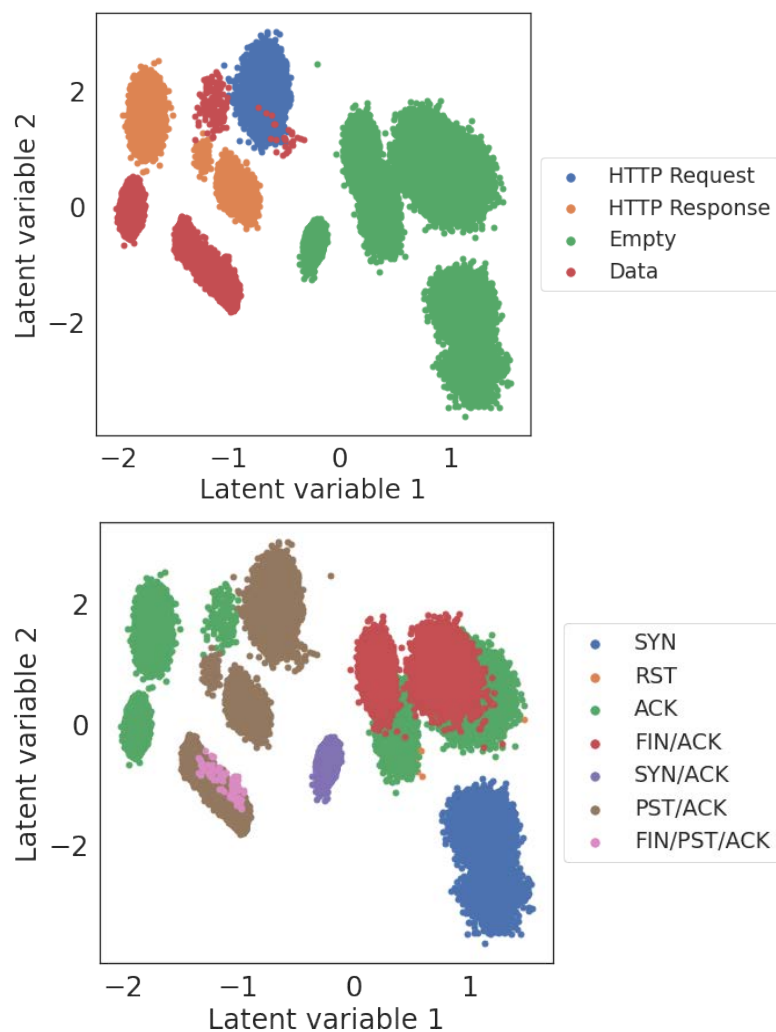 2
0
−2
Latent variable 2
−2
−1
0
1
Latent variable 1
HTTP Request
HTTP Response
Empty
Data
2
0
−2
Latent variable 2
−2
−1
0
1
Latent variable 1
SYN
RST
ACK
FIN/ACK
SYN/ACK
PST/ACK
FIN/PST/ACK